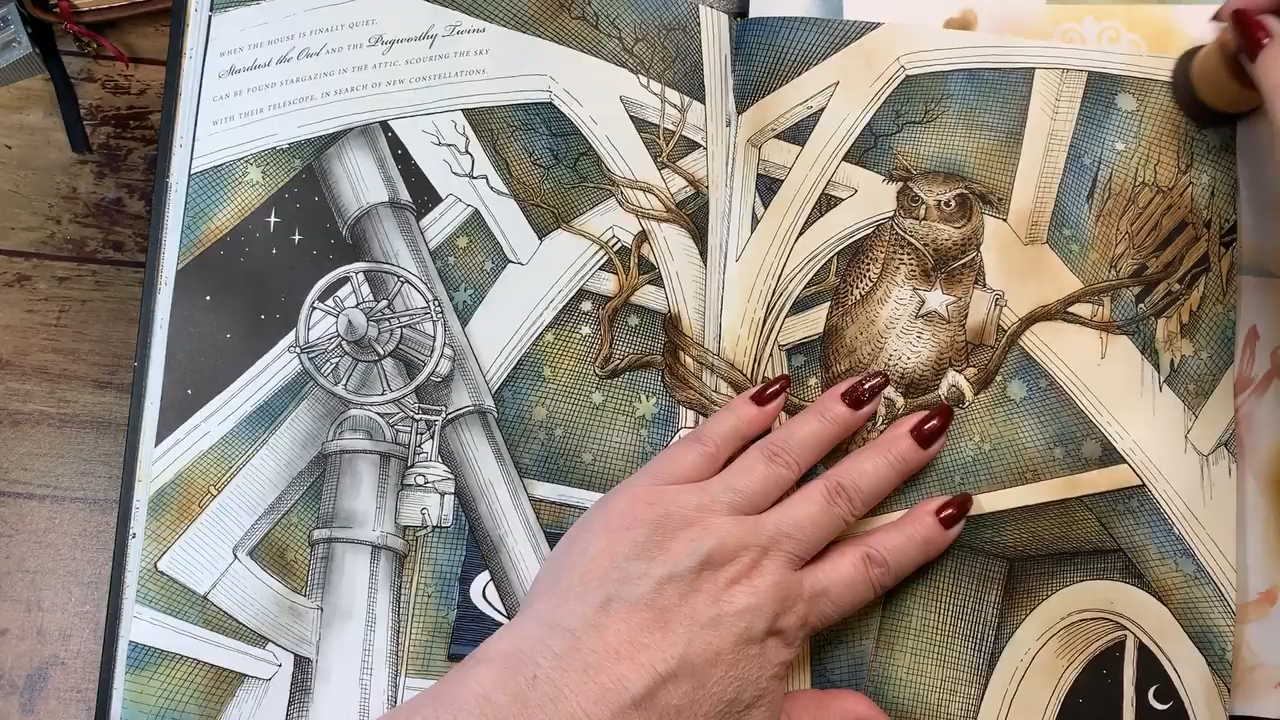 WHEN THE HOUSE IS FINALLY QUIET,
Stardust the Owl AND THE Pugworthy Twins
CAN BE FOUND STARGAZING IN THE ATTIC, SCOURING THE SKY
WITH THEIR TELESCOPE, IN SEARCH OF NEW CONSTELLATIONS.